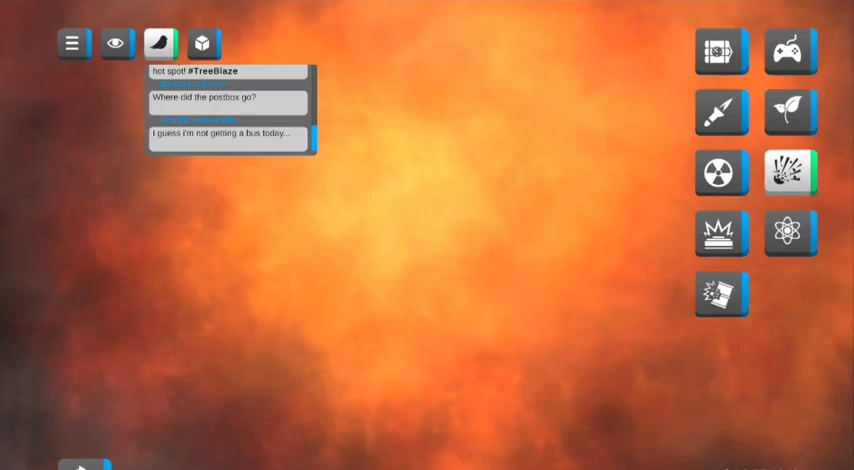 hot spot! #TreeBlaze
Where did the postbox go?
I guess i'm not getting a bus today...